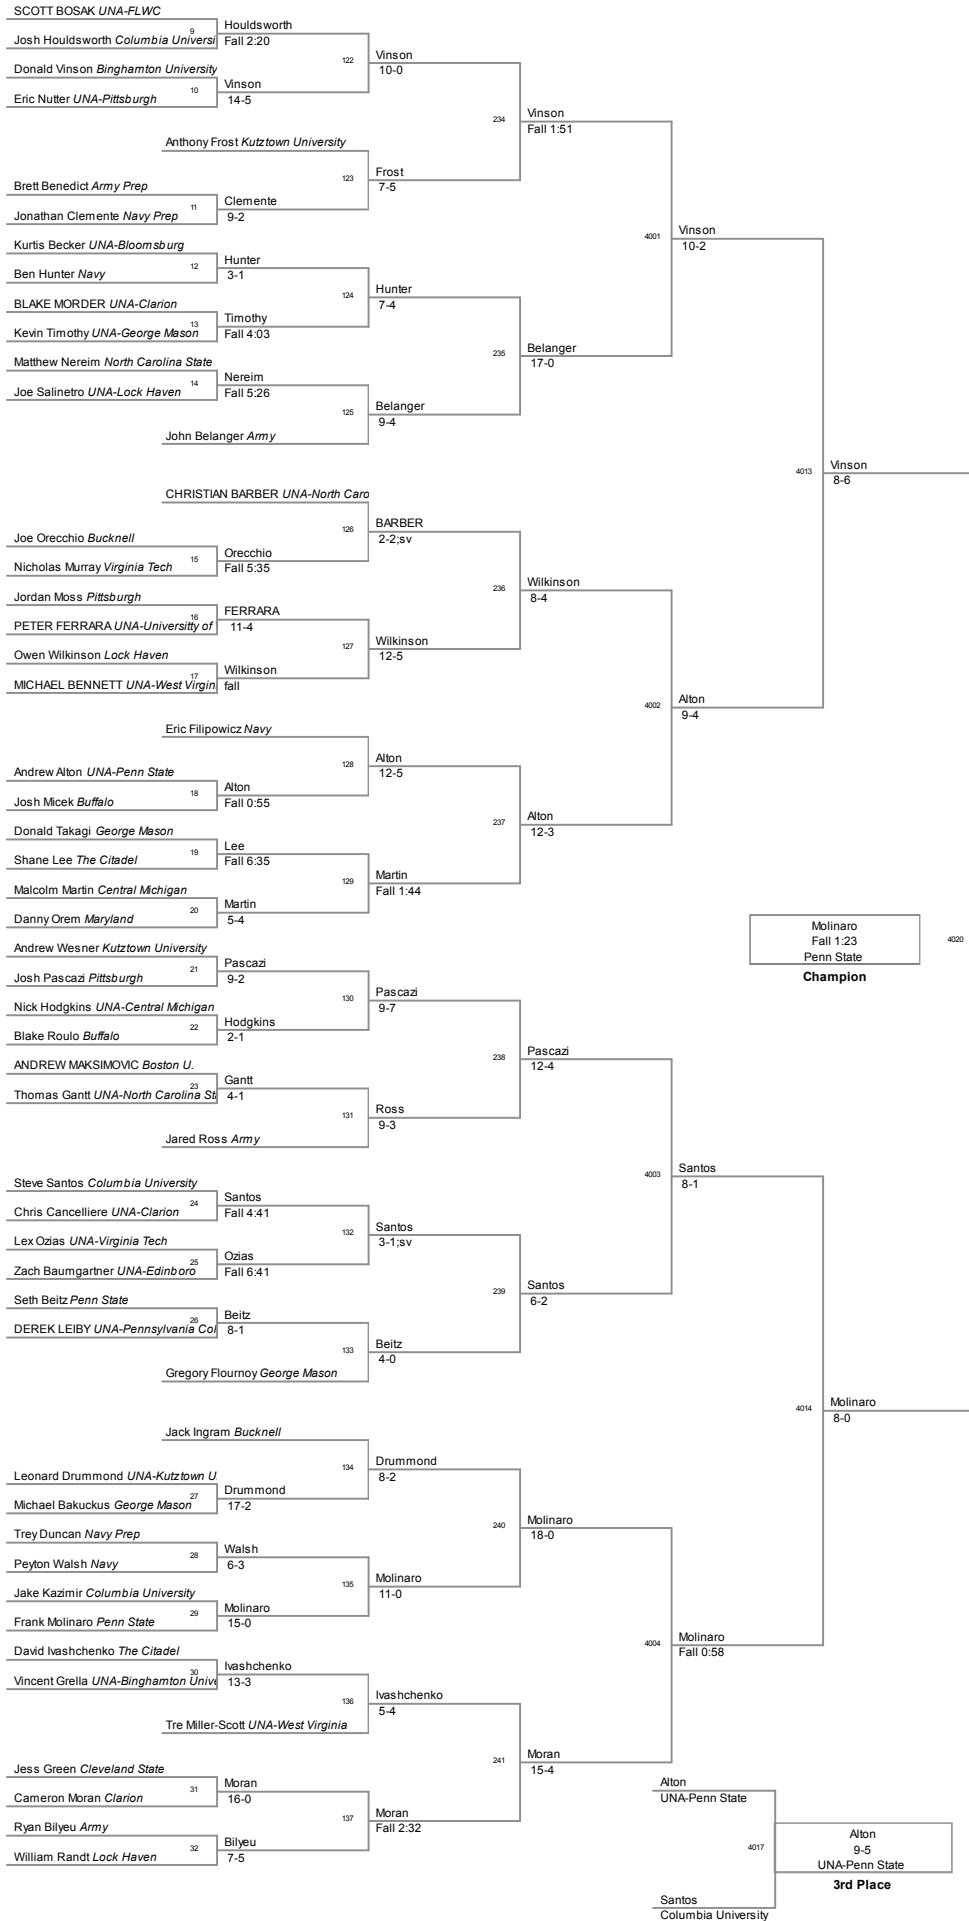 SCOTT BOSAK UNA-FLWC
9
Josh Houldsworth Columbia Universi
Houldsworth
Fall 2:20
Donald Vinson Binghamton University
10
Eric Nutter UNA-Pittsburgh
Vinson
14-5
122
Vinson
10-0
Anthony Frost Kutztown University
Brett Benedict Army Prep
11
Jonathan Clemente Navy Prep
Clemente
9-2
123
Frost
7-5
234
Vinson
Fall 1:51
Kurtis Becker UNA-Bloomsburg
12
Ben Hunter Navy
Hunter
3-1
BLAKE MORDER UNA-Clarion
13
Kevin Timothy UNA-George Mason
Timothy
Fall 4:03
124
Hunter
7-4
Matthew Nereim North Carolina State
14
Joe Salinetro UNA-Lock Haven
Nereim
Fall 5:26
John Belanger Army
125
Belanger
9-4
235
Belanger
17-0
4001
Vinson
10-2
CHRISTIAN BARBER UNA-North Caro
Joe Orecchio Bucknell
15
Nicholas Murray Virginia Tech
Orecchio
Fall 5:35
126
BARBER
2-2;sv
Jordan Moss Pittsburgh
16
PETER FERRARA UNA-Universitty of
FERRARA
11-4
Owen Wilkinson Lock Haven
17
MICHAEL BENNETT UNA-West Virgin
Wilkinson
fall
127
Wilkinson
12-5
236
Wilkinson
8-4
Eric Filipowicz Navy
Andrew Alton UNA-Penn State
18
Josh Micek Buffalo
Alton
Fall 0:55
128
Alton
12-5
Donald Takagi George Mason
19
Shane Lee The Citadel
Lee
Fall 6:35
Malcolm Martin Central Michigan
20
Danny Orem Maryland
Martin
5-4
129
Martin
Fall 1:44
237
Alton
12-3
4002
Alton
9-4
4013
Vinson
8-6
Molinaro
Fall 1:23
Penn State
Champion
4020
Andrew Wesner Kutztown University
21
Josh Pascazi Pittsburgh
Pascazi
9-2
Nick Hodgkins UNA-Central Michigan
22
Blake Roulo Buffalo
Hodgkins
2-1
130
Pascazi
9-7
ANDREW MAKSIMOVIC Boston U.
23
Thomas Gantt UNA-North Carolina St
Gantt
4-1
Jared Ross Army
131
Ross
9-3
238
Pascazi
12-4
Steve Santos Columbia University
24
Chris Cancelliere UNA-Clarion
Santos
Fall 4:41
Lex Ozias UNA-Virginia Tech
25
Zach Baumgartner UNA-Edinboro
Ozias
Fall 6:41
132
Santos
3-1;sv
Seth Beitz Penn State
26
DEREK LEIBY UNA-Pennsylvania Col
Beitz
8-1
Gregory Flournoy George Mason
133
Beitz
4-0
239
Santos
6-2
4003
Santos
8-1
Jack Ingram Bucknell
Leonard Drummond UNA-Kutztown U
27
Michael Bakuckus George Mason
Drummond
17-2
134
Drummond
8-2
Trey Duncan Navy Prep
28
Peyton Walsh Navy
Walsh
6-3
Jake Kazimir Columbia University
29
Frank Molinaro Penn State
Molinaro
15-0
135
Molinaro
11-0
240
Molinaro
18-0
David Ivashchenko The Citadel
30
Vincent Grella UNA-Binghamton Unive
Ivashchenko
13-3
Tre Miller-Scott UNA-West Virginia
136
Ivashchenko
5-4
Jess Green Cleveland State
31
Cameron Moran Clarion
Moran
16-0
Ryan Bilyeu Army
32
William Randt Lock Haven
Bilyeu
7-5
137
Moran
Fall 2:32
241
Moran
15-4
4004
Molinaro
Fall 0:58
4014
Molinaro
8-0
Alton
UNA-Penn State
4017
Alton
9-5
UNA-Penn State
3rd Place
Santos
Columbia University